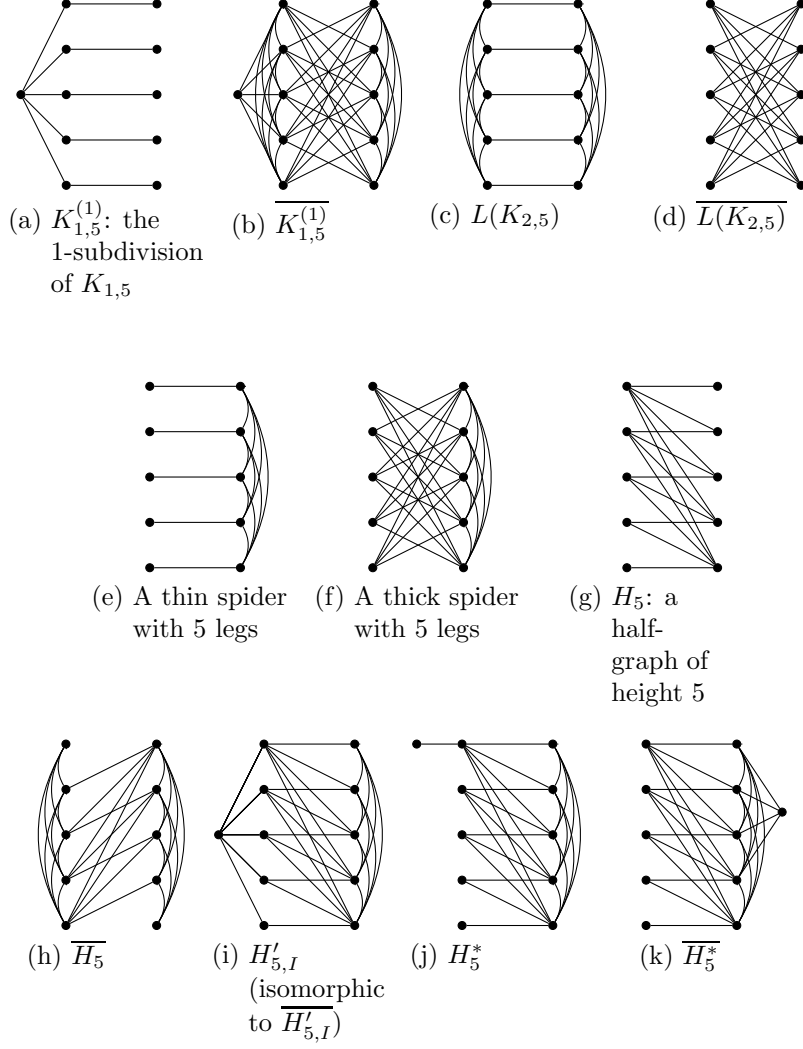 (a) $K_{1,5}^{(1)}$: the
1-subdivision
of $K_{1,5}$
(b) $\overline{K_{1,5}^{(1)}}$
(c) $L(K_{2,5})$
(d) $\overline{L(K_{2,5})}$
(e) A thin spider
with 5 legs
(f) A thick spider
with 5 legs
(g) $H_5$: a
half-
graph of
height 5
(h) $\overline{H_5}$
(i) $H'_{5,I}$
(isomorphic
to $\overline{H'_{5,I}}$)
(j) $H_5^*$
(k) $\overline{H_5^*}$